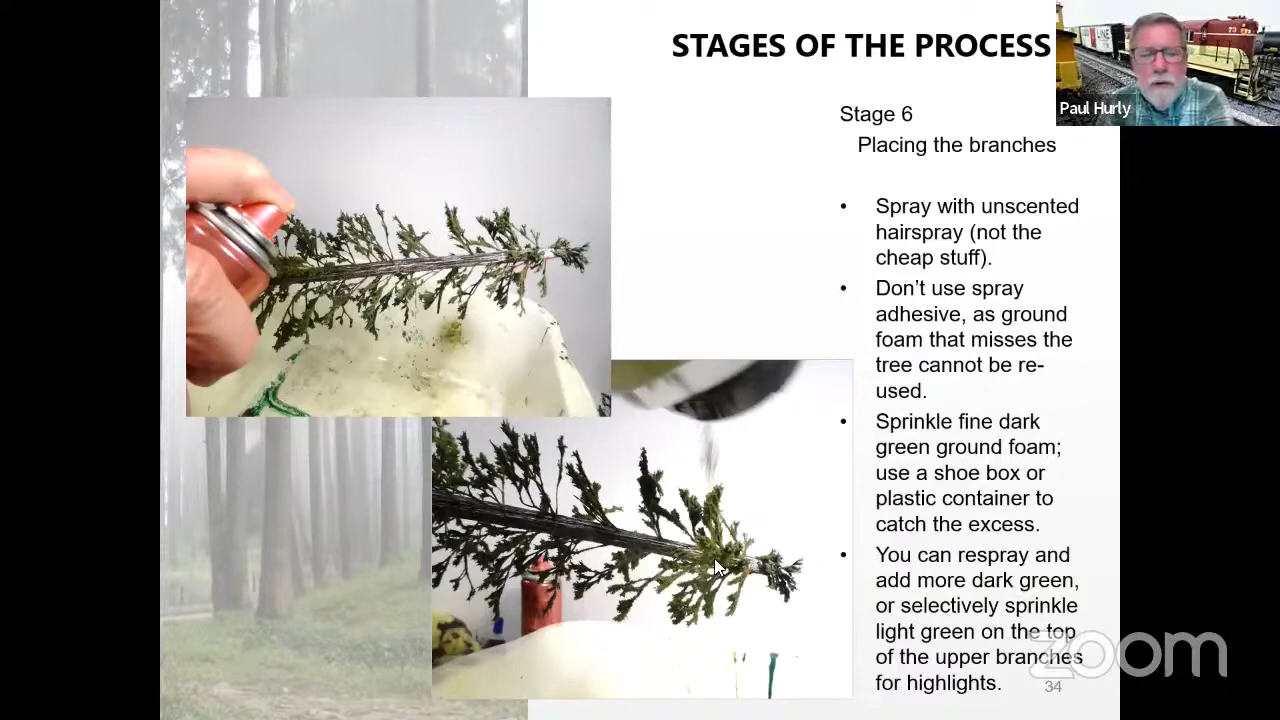 STAGES OF THE PROCESS
Paul Hurly
Stage 6
Placing the branches
• Spray with unscented
hairspray (not the
cheap stuff).
• Don’t use spray
adhesive, as ground
foam that misses the
tree cannot be re-
used.
• Sprinkle fine dark
green ground foam;
use a shoe box or
plastic container to
catch the excess.
• You can respray and
add more dark green,
or selectively sprinkle
light green on the top
of the upper branches
for highlights.
34
zoom